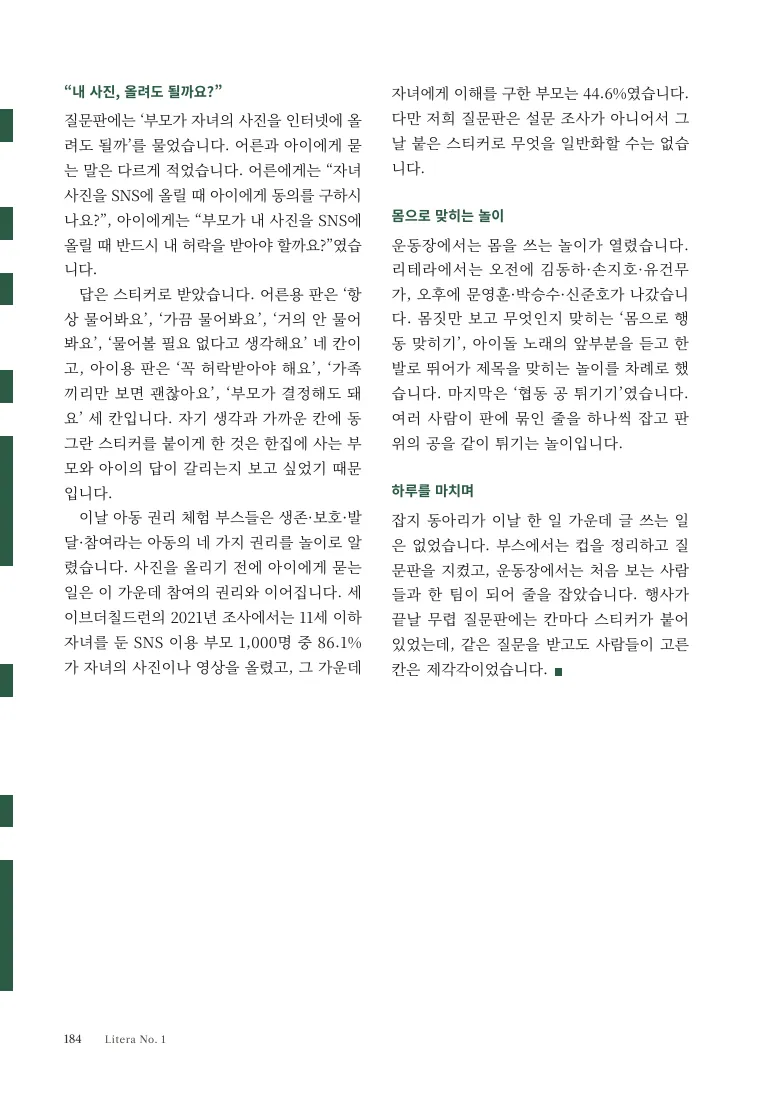 “내 사진, 올려도 될까요?”
질문판에는 ‘부모가 자녀의 사진을 인터넷에 올
려도 될까’를 물었습니다. 어른과 아이에게 묻
는 말은 다르게 적었습니다. 어른에게는 “자녀
사진을 SNS에 올릴 때 아이에게 동의를 구하시
나요?”, 아이에게는 “부모가 내 사진을 SNS에
올릴 때 반드시 내 허락을 받아야 할까요?”였습
니다.
답은 스티커로 받았습니다. 어른용 판은 ‘항
상 물어봐요’, ‘가끔 물어봐요’, ‘거의 안 물어
봐요’, ‘물어볼 필요 없다고 생각해요’ 네 칸이
고, 아이용 판은 ‘꼭 허락받아야 해요’, ‘가족
끼리만 보면 괜찮아요’, ‘부모가 결정해도 돼
요’ 세 칸입니다. 자기 생각과 가까운 칸에 동
그란 스티커를 붙이게 한 것은 한집에 사는 부
모와 아이의 답이 갈리는지 보고 싶었기 때문
입니다.
이날 아동 권리 체험 부스들은 생존·보호·발
달·참여라는 아동의 네 가지 권리를 놀이로 알
렸습니다. 사진을 올리기 전에 아이에게 묻는
일은 이 가운데 참여의 권리와 이어집니다. 세
이브더칠드런의 2021년 조사에서는 11세 이하
자녀를 둔 SNS 이용 부모 1,000명 중 86.1%
가 자녀의 사진이나 영상을 올렸고, 그 가운데
자녀에게 이해를 구한 부모는 44.6%였습니다.
다만 저희 질문판은 설문 조사가 아니어서 그
날 붙은 스티커로 무엇을 일반화할 수는 없습
니다.
몸으로 맞히는 놀이
운동장에서는 몸을 쓰는 놀이가 열렸습니다.
리테라에서는 오전에 김동하·손지호·유건무
가, 오후에 문영훈·박승수·신준호가 나갔습니
다. 몸짓만 보고 무엇인지 맞히는 ‘몸으로 행
동 맞히기’, 아이돌 노래의 앞부분을 듣고 한
발로 뛰어가 제목을 맞히는 놀이를 차례로 했
습니다. 마지막은 ‘협동 공 튀기기’였습니다.
여러 사람이 판에 묶인 줄을 하나씩 잡고 판
위의 공을 같이 튀기는 놀이입니다.
하루를 마치며
잡지 동아리가 이날 한 일 가운데 글 쓰는 일
은 없었습니다. 부스에서는 컵을 정리하고 질
문판을 지켰고, 운동장에서는 처음 보는 사람
들과 한 팀이 되어 줄을 잡았습니다. 행사가
끝날 무렵 질문판에는 칸마다 스티커가 붙어
있었는데, 같은 질문을 받고도 사람들이 고른
칸은 제각각이었습니다.
184 Litera No. 1